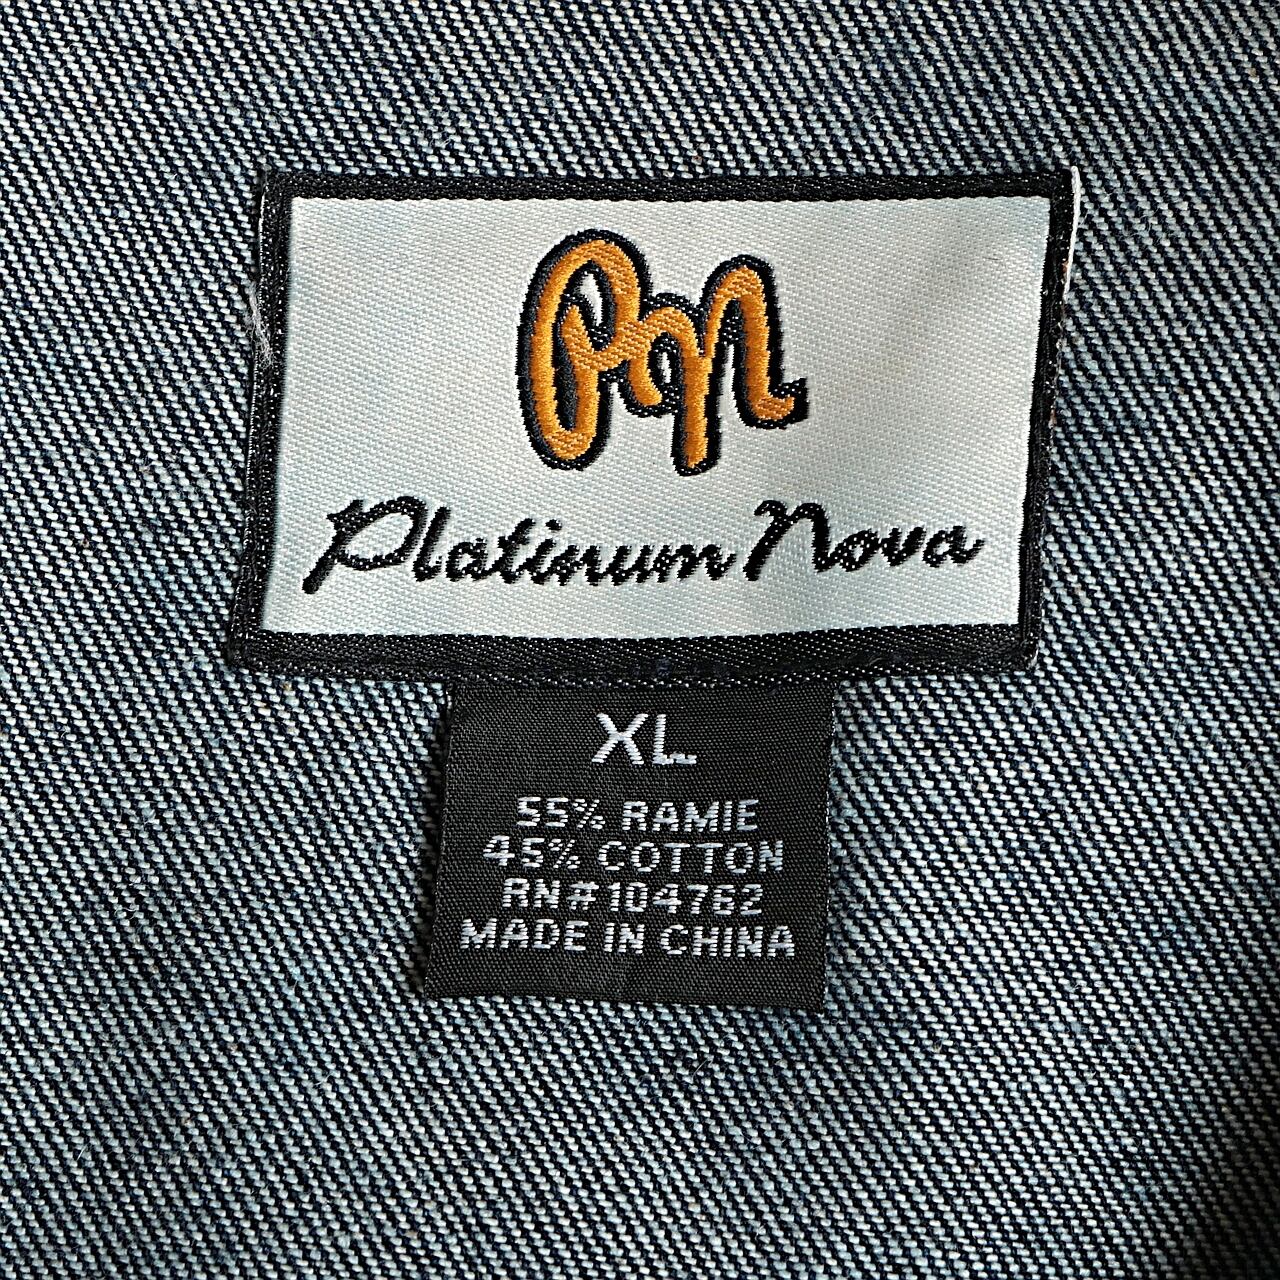 PN
Platinum Nova
XL
55% RAMIE
45% COTTON
RN#104762
MADE IN CHINA